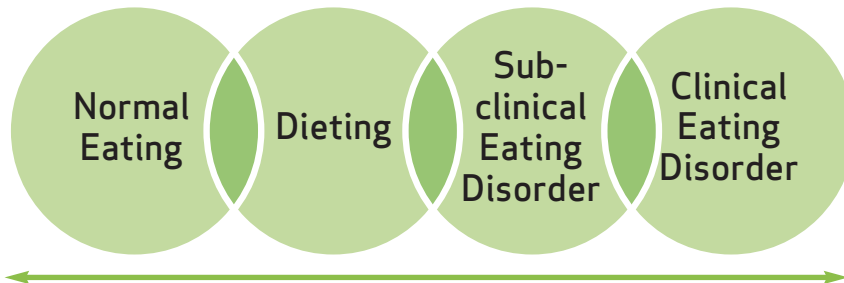 Normal
Eating
Dieting
Sub-
clinical
Eating
Disorder
Clinical
Eating
Disorder